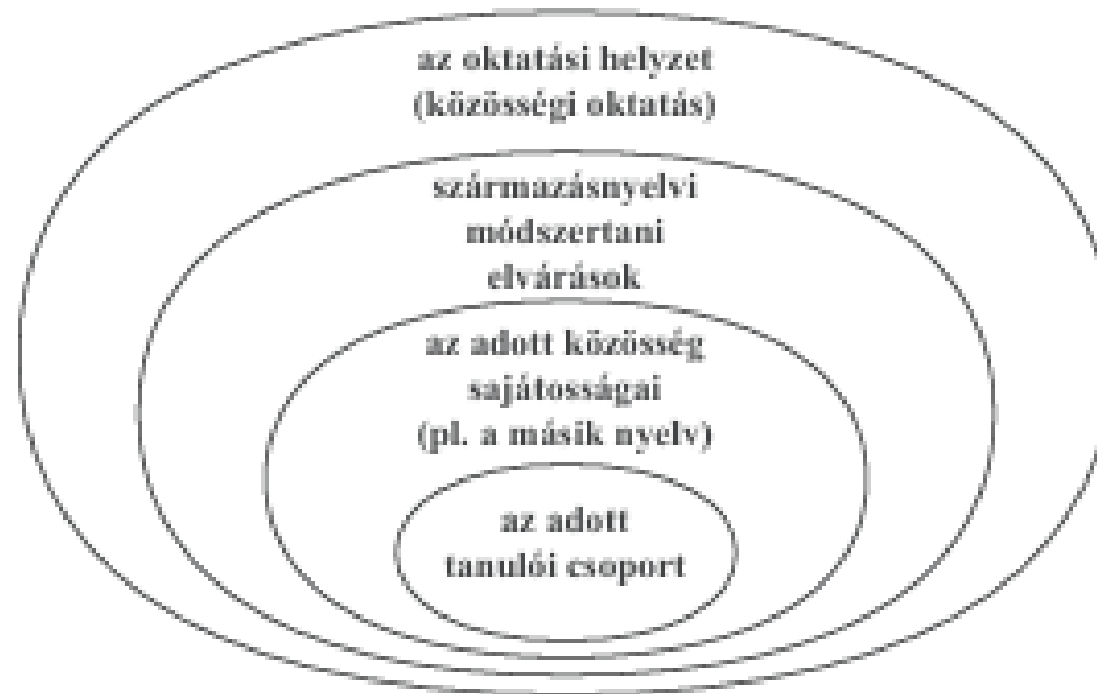 az oktatási helyzet
(közösségi oktatás)
származásnyelvi
módszertani
elvárások
az adott közösség
sajátosságai
(pl. a másik nyelv)
az adott
tanulói csoport